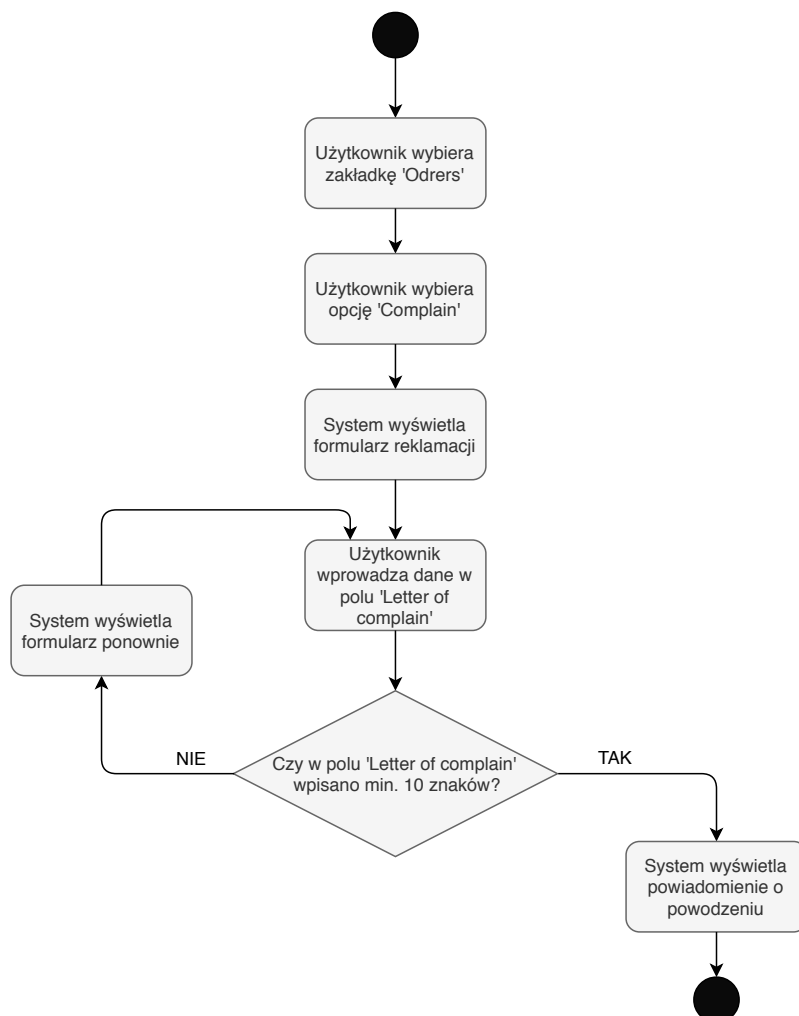 Użytkownik wybiera
zakładkę 'Odrers'
Użytkownik wybiera
opcję 'Complain'
System wyświetla
formularz reklamacji
Użytkownik
wprowadza dane w
polu 'Letter of
complain'
System wyświetla
formularz ponownie
NIE
Czy w polu 'Letter of complain'
wpisano min. 10 znaków?
TAK
System wyświetla
powiadomienie o
powodzeniu